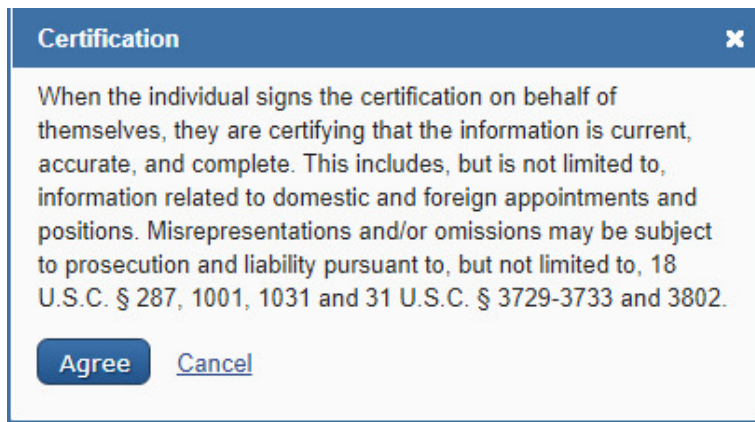 Certification
When the individual signs the certification on behalf of
themselves, they are certifying that the information is current,
accurate, and complete. This includes, but is not limited to,
information related to domestic and foreign appointments and
positions. Misrepresentations and/or omissions may be subject
to prosecution and liability pursuant to, but not limited to, 18
U.S.C. § 287, 1001, 1031 and 31 U.S.C. § 3729-3733 and 3802.
Agree Cancel